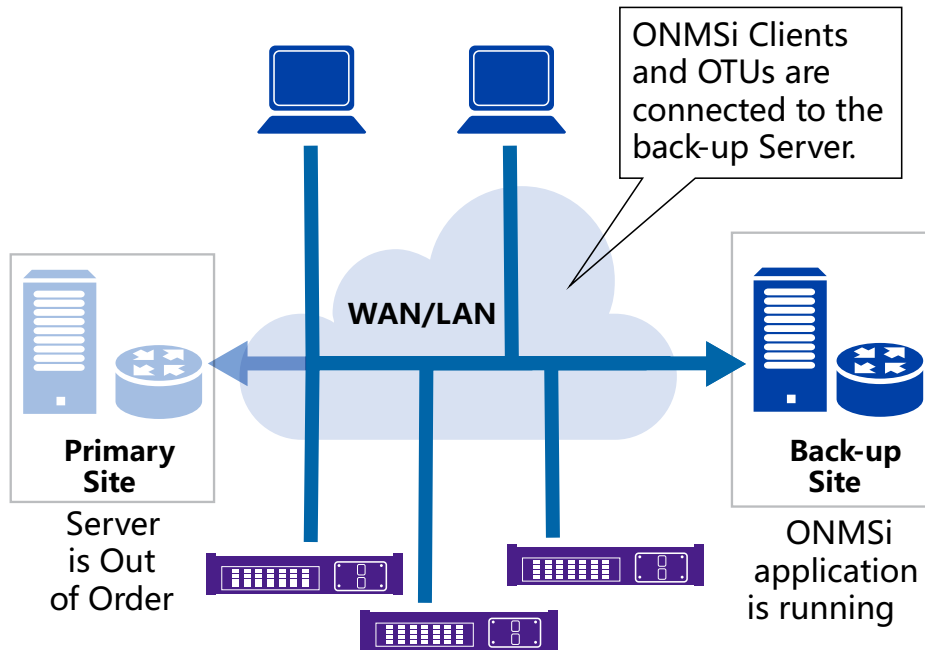 ONMSi Clients
and OTUs are
connected to the
back-up Server.
WAN/LAN
Primary
Site
Server
is Out
of Order
Back-up
Site
ONMSi
application
is running